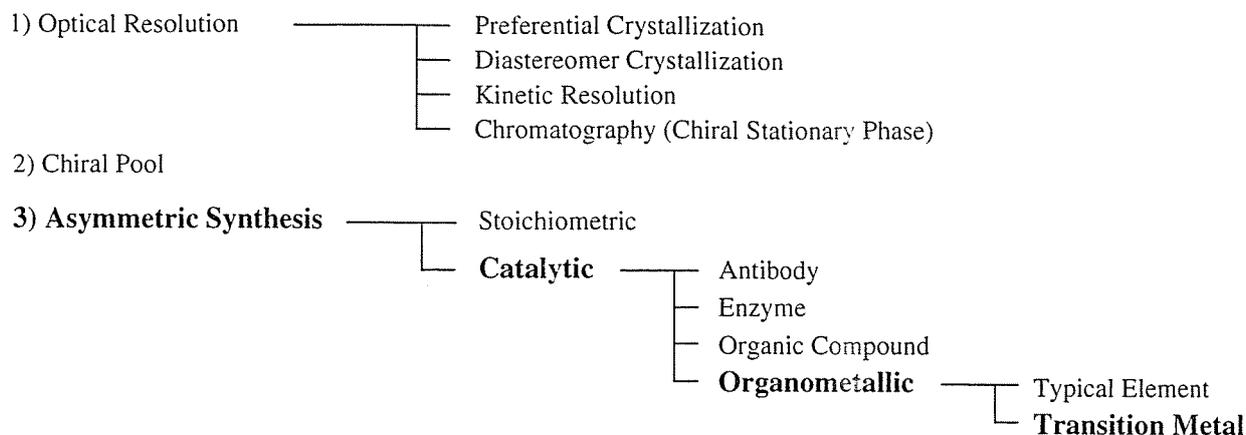 1) Optical Resolution
Preferential Crystallization
Diastereomer Crystallization
Kinetic Resolution
Chromatography (Chiral Stationary Phase)
2) Chiral Pool
3) Asymmetric Synthesis
Stoichiometric
Catalytic
Antibody
Enzyme
Organic Compound
Organometallic
Typical Element
Transition Metal